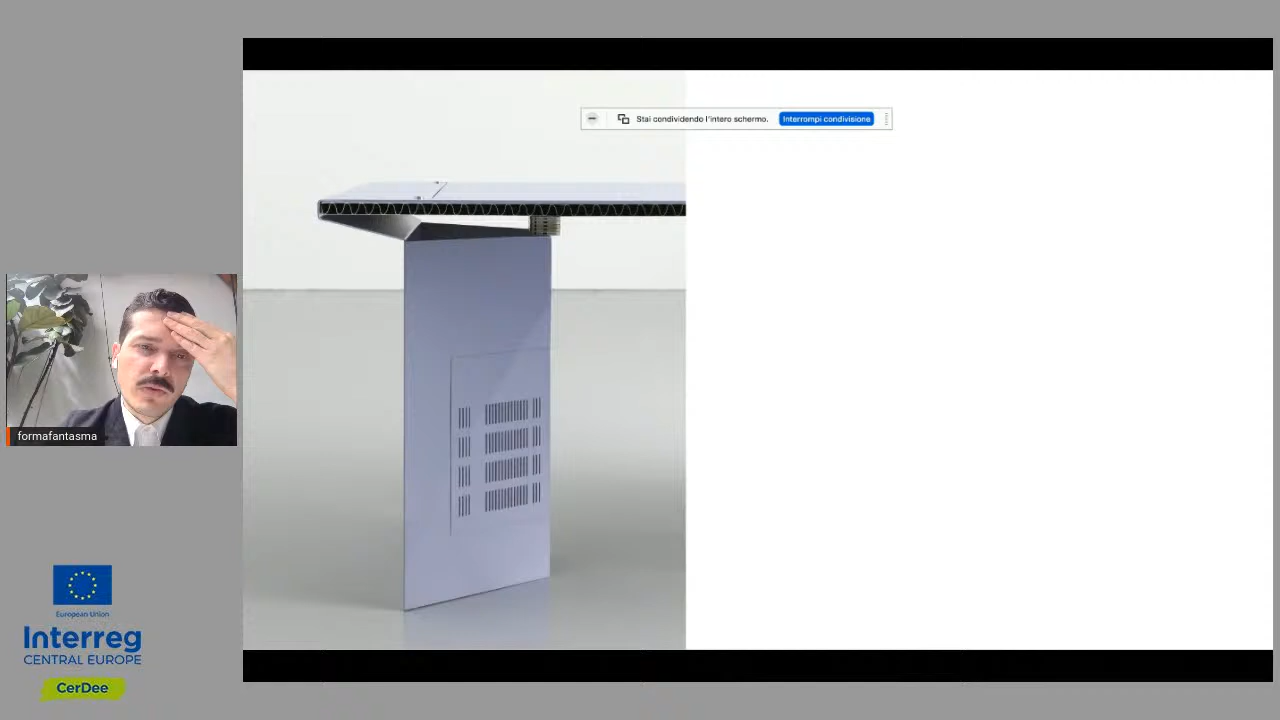 Stai condividendo l'intero schermo. Interrompi condivisione
formafantasma
European Union
Interreg
CENTRAL EUROPE
CerDee